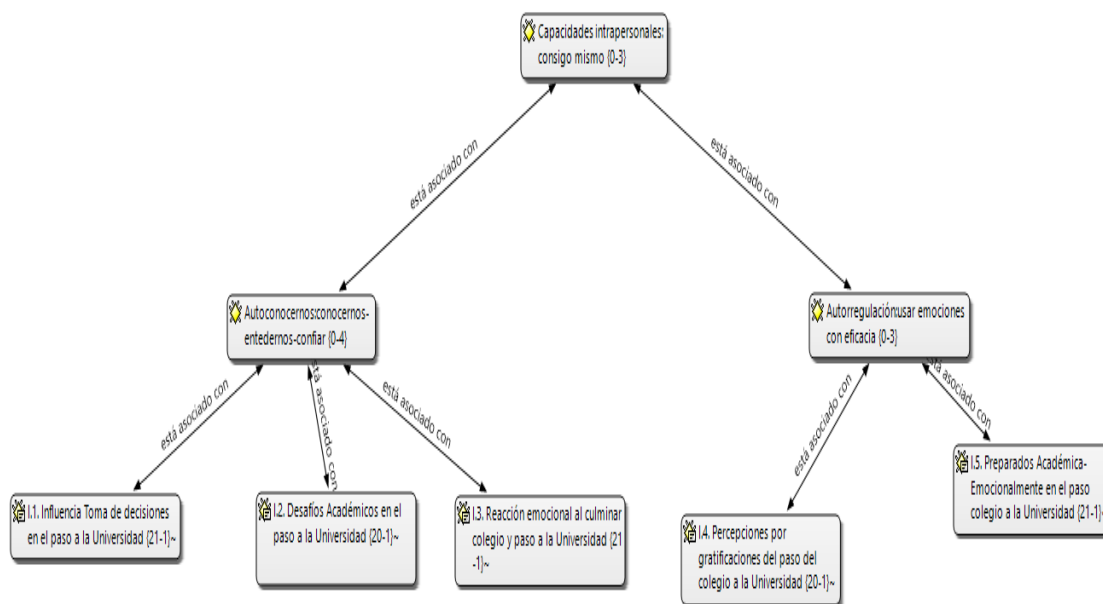 Capacidades intrapersonales:
consigo mismo {0-3}
está asociado con
está asociado con
Autoconocernos:conocernos-
entedernos-confiar {0-4}
Autorregulación:usar emociones
con eficacia {0-3}
está asociado con
está asociado con
está asociado con
está asociado con
está asociado con
I.1. Influencia Toma de decisiones
en el paso a la Universidad {21-1}~
I.2. Desafíos Académicos en el
paso a la Universidad {20-1}~
I.3. Reacción emocional al culminar
colegio y paso a la Universidad {21
-1}~
I.4. Percepciones por
gratificaciones del paso del
colegio a la Universidad {20-1}~
I.5. Preparados Académica-
Emocionalmente en el paso
colegio a la Universidad {21-1}~